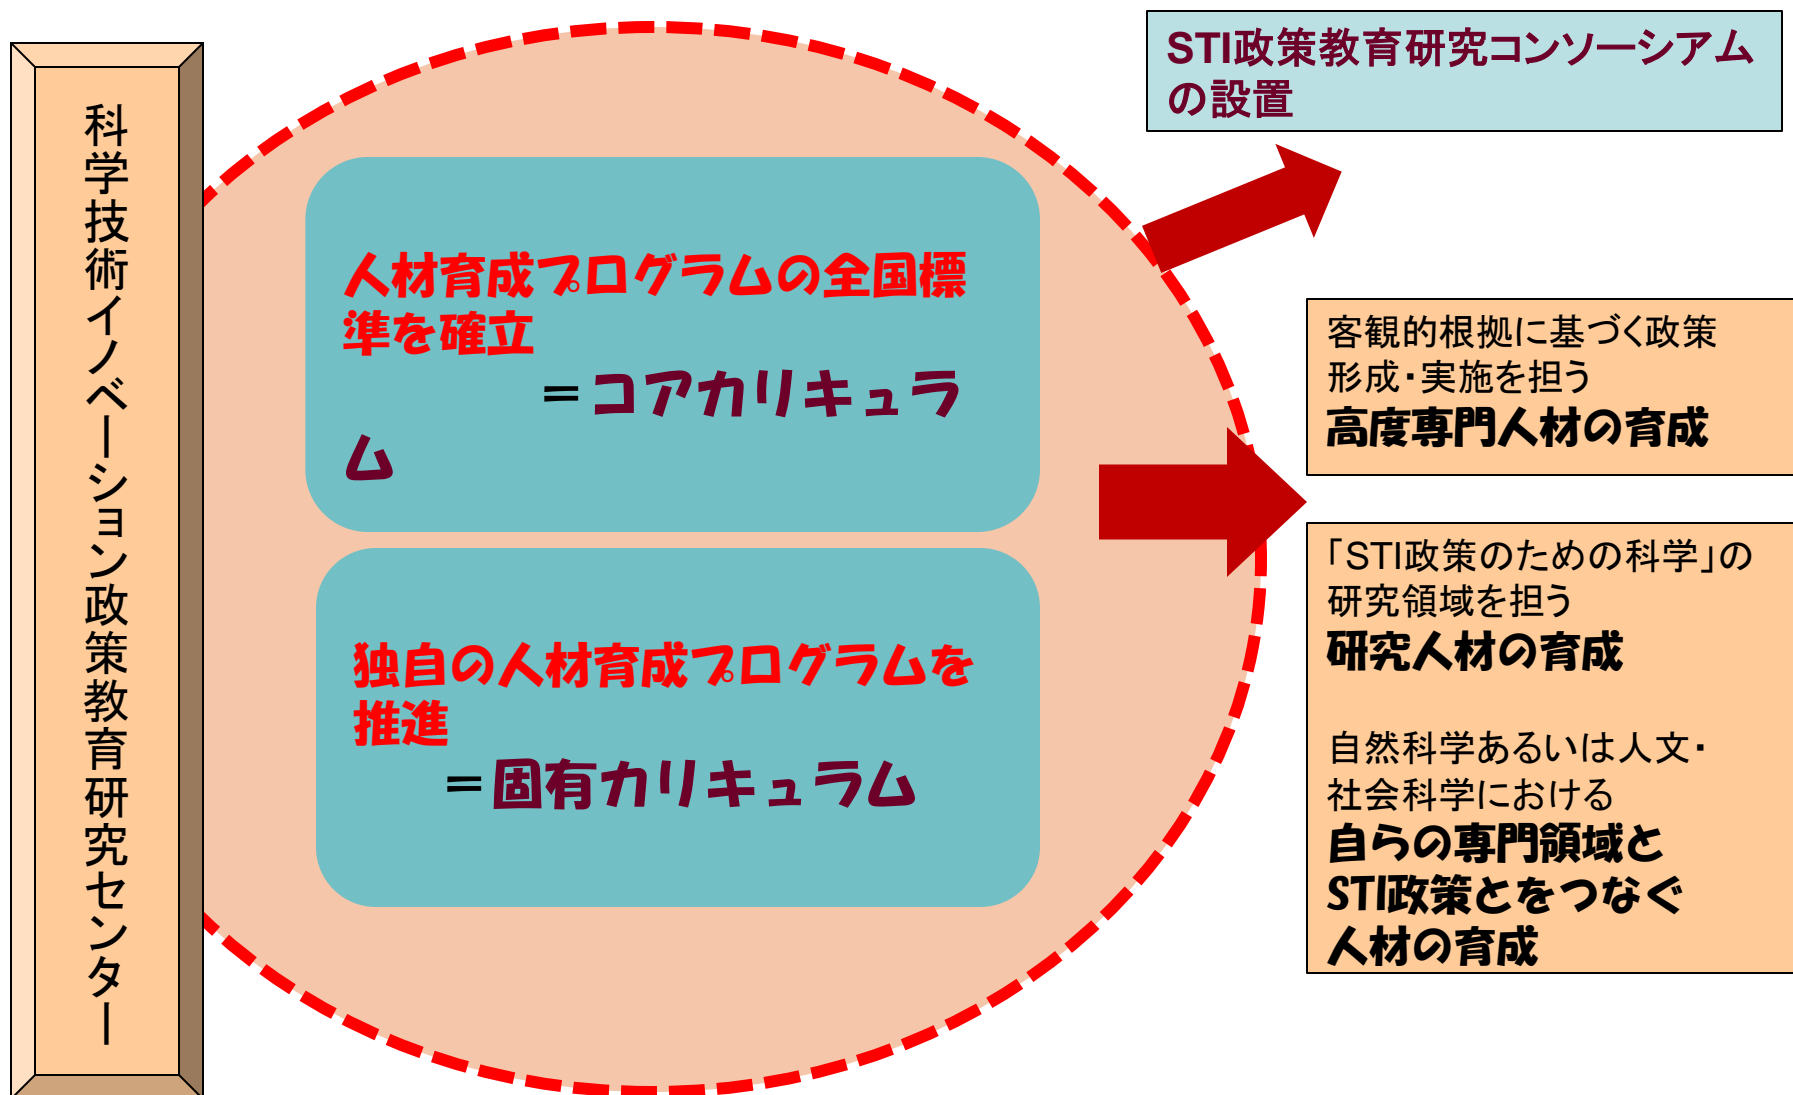 科学技術イノベーション政策教育研究センター
人材育成プログラムの全国標
準を確立
＝コアカリキュラ
ム
独自の人材育成プログラムを
推進
＝固有カリキュラム
STI政策教育研究コンソーシアム
の設置
客観的根拠に基づく政策
形成・実施を担う
高度専門人材の育成
「STI政策のための科学」の
研究領域を担う
研究人材の育成
自然科学あるいは人文・
社会科学における
自らの専門領域と
STI政策とをつなぐ
人材の育成